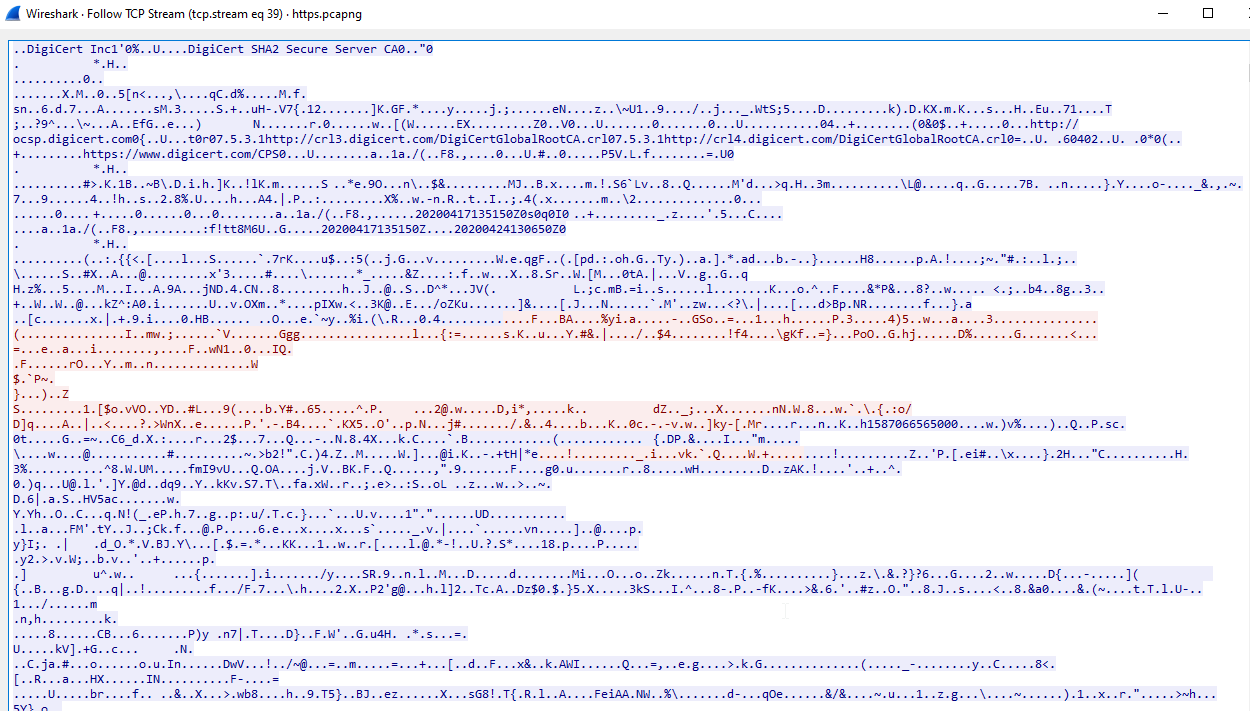 Wireshark · Follow TCP Stream (tcp.stream eq 39) · https.pcapng
..DigiCert Inc1'0%..U....DigiCert SHA2 Secure Server CA0.."0
. *.H..
..........0..
.......X.M..0..5[n<...,\....qC.d%.....M.f.
sn..6.d.7...A.......sM.3.....S.+..uH-.V7{.12.......]K.GF.*....y.....j.;......eN....z..\~U1..9..../..j..._.WtS;5....D........k).D.KX.m.K...s...H..Eu..71....T
;..?9^...\~...A..EfG..e...) N.......r.0.....w..[(W......EX........Z0..V0...U.......0.......0...U...........04..+.......(0&0$..+.....0...http://
ocsp.digicert.com0{..U...t0r07.5.3.1http://crl3.digicert.com/DigiCertGlobalRootCA.crl07.5.3.1http://crl4.digicert.com/DigiCertGlobalRootCA.crl0=..U. .60402..U. .0*0(..
+.........https://www.digicert.com/CPS0...U.......a..1a./(..F8.,....0...U.#..0.....P5V.L.f.......=.U0
. *.H..
..........#>.K.1B..~B\.D.i.h.]K..!lK.m......S ..*e.9O...n\..$&.........MJ..B.x....m.!.S6`Lv..8..Q......M'd...>q.H..3m..........\L@.....q..G.....7B. ..n.....}.Y....o-...._&.,.~.
7...9.....4..!h..s..2.8%.U....h...A4.|.P..:.........X%..w.-n.R..t..I..;.4(.x.......m..\2.............0...
......0....+.....0......0...0........a..1a./(..F8.,......20200417135150Z0s0q0I0 ..+........._.z....'.5...C....
....a..1a./(..F8.,.........:f!tt8M6U..G.....20200417135150Z....20200424130650Z0
. *.H..
..........(..:.{{<.[....l...S......`.7rK....u$..:5(..j.G...v........W.e.qgF..(.[pd.:.oh.G..Ty.)..a.].*.ad...b.-..}......H8......p.A.!....;~."#.:..l.;..
\......S..#X..A...@.........x'3.....#....\......*_.....&Z....:.f..w...X..8.Sr..W.[M...0tA.|...V..g..G..q
H.z%...5....M...I...A.9A...jND.4.CN..8.........h..J..@..S..D^*...JV(. L.;c.mB.=i..s......l.......K...o.^..F....&*P&...8?..w..... <.;..b4..8g..3..
+..W..W..@...kZ^:A0.i......U..v.OXm..*....pIXw.<..3K@..E.../oZKu.......]&....[.J...N......`.M'..zw...<?\.|....[...d>Bp.NR........f...}.a
..[c......x.|.+.9.i...0.HB...... ..O...e.`~y..%i.(\.R...0.4............F...BA....%yi.a.....-..GSo..=...1...h......P.3.....4)5..w...a....3..............
(..............I..mw.;......`V.......Ggg...............l...{:=......s.K..u...Y.#&.|..../..$4........!f4....\gKf..=}...PoO..G.hj......D%......G.......<...
=...e..a...i........,....F..wN1..0...IQ.
.F......rO...Y..m..n..............W
$.`P~.
}...)..Z
S.........1.[$o.vVO..YD..#L...9(....b.Y#..65.....^.P. ...2@.w.....D,i*,.....k.. dZ.._;...X.......nN.W.8...w.`.\.{.:o/
D]q....A..|..<....?.>WnX..e......P.'.-.B4....`.KX5..O'..p.N...j#......./.&..4....b...K..0c.-.-v.w..]ky-[.Mr....r...n..K..h1587066565000....w.)v%....)..Q..P.sc.
0t.....G..=~..C6_d.X.:....r...2$...7...Q...-..N.8.4X...k.C....`.B............(........... {.DP.&....I..."m.....
\....w....@..........#.........~.>b2!".C.)4.Z..M.....W.]...@i.K..-.+tH|*e....!........._.i...vk.`.Q....W.+.........!.........Z..'P.[.ei#..\x....}.2H..."C..........H.
3%..........^8.W.UM.....fmI9vU...Q.OA....j.V..BK.F..Q......,".9.......F....g0.u.......r..8.....wH.........D..zAK.!....'..+..^.
0.)q...U@.l.'.]Y.@d..dq9..Y..kKv.S7.T\..fa.xW..r..;.e>..:S..oL ..z...w..>..~.
D.6|.a.S..HV5ac.......w.
Y.Yh...O..C...q.N!(_.eP.h.7..g..p:.u/.T.c.}...`...U.v....1"."......UD...........
.l..a...FM'.tY..J..;Ck.f...@.P.....6.e...x....x...s`....._.v.|....`......vn.....]..@....p.
y}I;. .| .d_O.*.V.BJ.Y\...[.$.=.*...KK...1..w..r.[....l.@.*-!..U.?.S*....18.p....P.....
.y2.>.v.W;..b.v..'..+......p.
.] u^.w.. ...{.......].i......./y....SR.9..n.l..M...D.....d........Mi...O...o..Zk......n.T.{.%..........}...z.\.&.?}?6...G....2..w.....D{...-.....](
{..B...g.D....q|..!.........f.../F.7...\.h....2.X..P2'g@...h.l]2..Tc.A..Dz$0.$.}5.X.....3kS...I.^...8-.P..-fK....>&.6.'..#z..O."..8.J..s....<..8.&a0....&.(~....t.T.l.U-..
1.../......m
.n,h.........k.
.....8......CB...6.......P)y .n7|.T....D}..F.W'..G.u4H. .*.s...=.
U.....kV].+G..c... .N.
..C.ja.#...o......o.u.In......DwV...!../~@...=..m.....=...+...[..d..F...x&..k.AWI......Q...=,..e.g....>.k.G.............(....._-........y..C.....8<.
[..R...a...HX......IN..........F-....=
.....U.....br....f.. ..&..X...>.wb8....h..9.T5}..BJ..ez......X...sG8!.T{.R.l..A....FeiAA.NW..%\.......d-...qOe......&/&....~.u...1..z.g...\....~......).1..x..r.".....>~h...
5Y}.o..